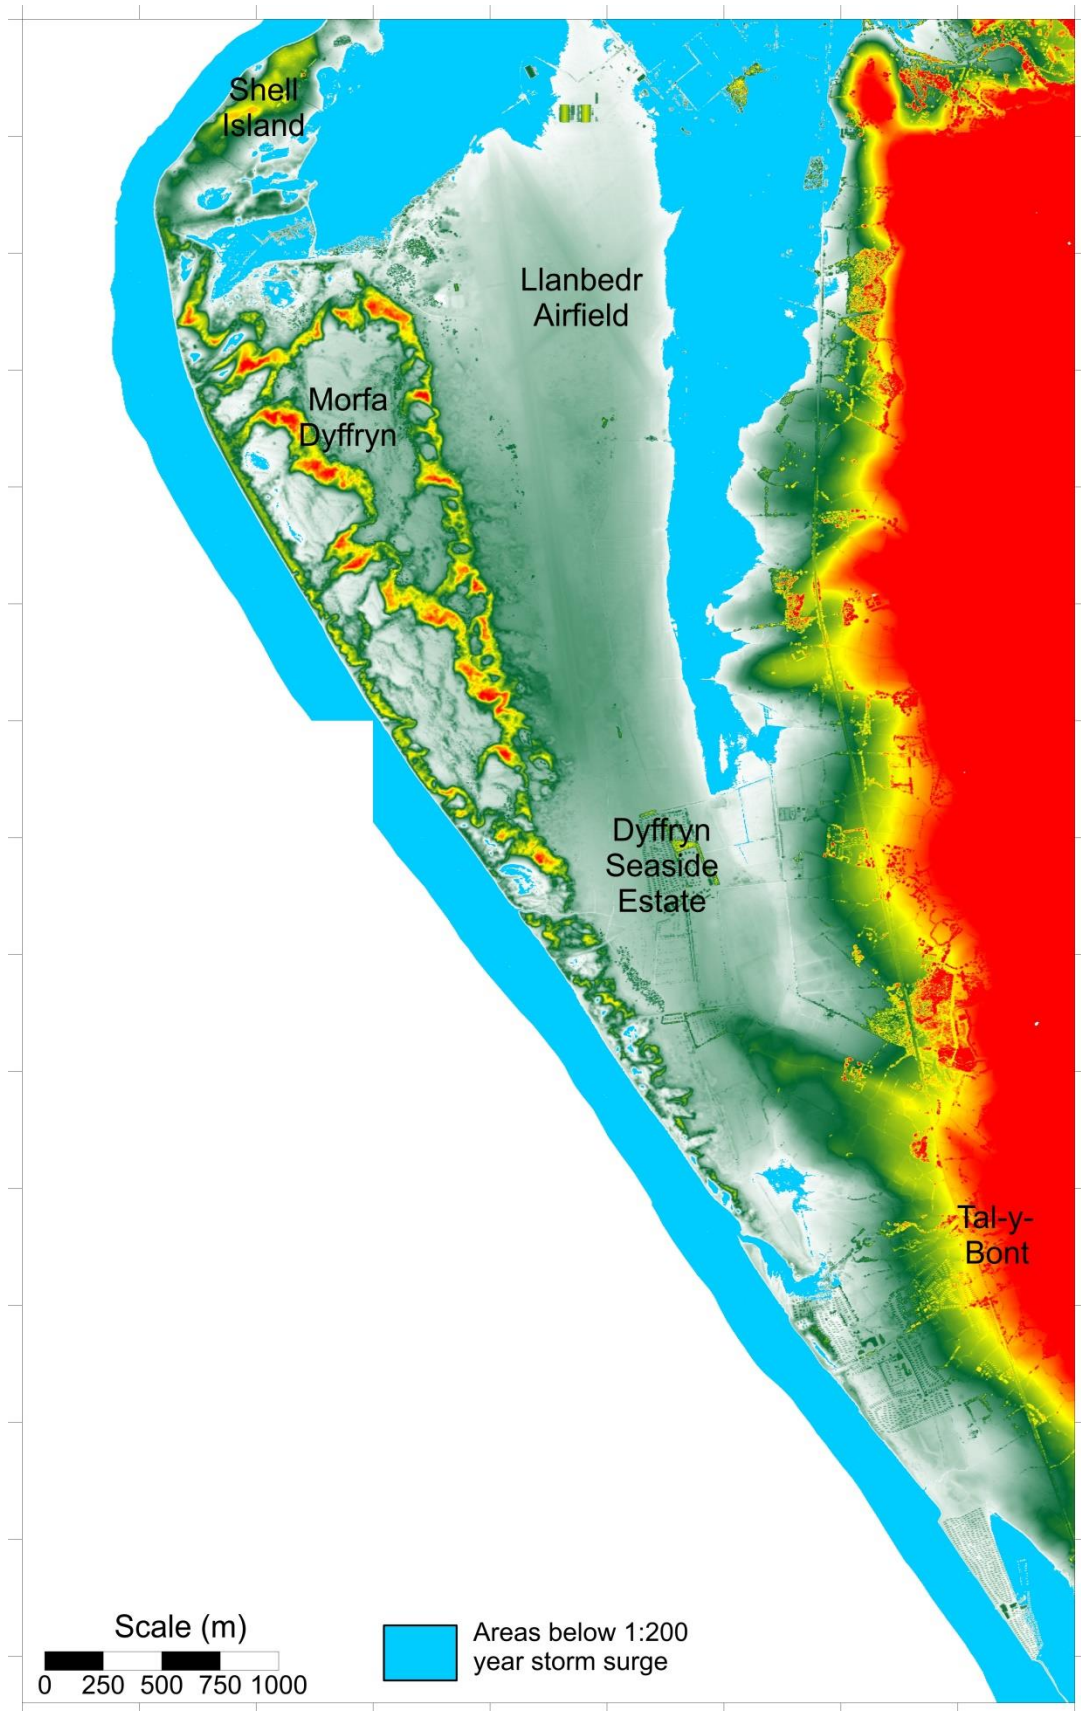 Shell
Island
Llanbedr
Airfield
Morfa
Dyffryn
Dyffryn
Seaside
Estate
Tal-y-
Bont
Scale (m)
0 250 500 750 1000
Areas below 1:200
year storm surge